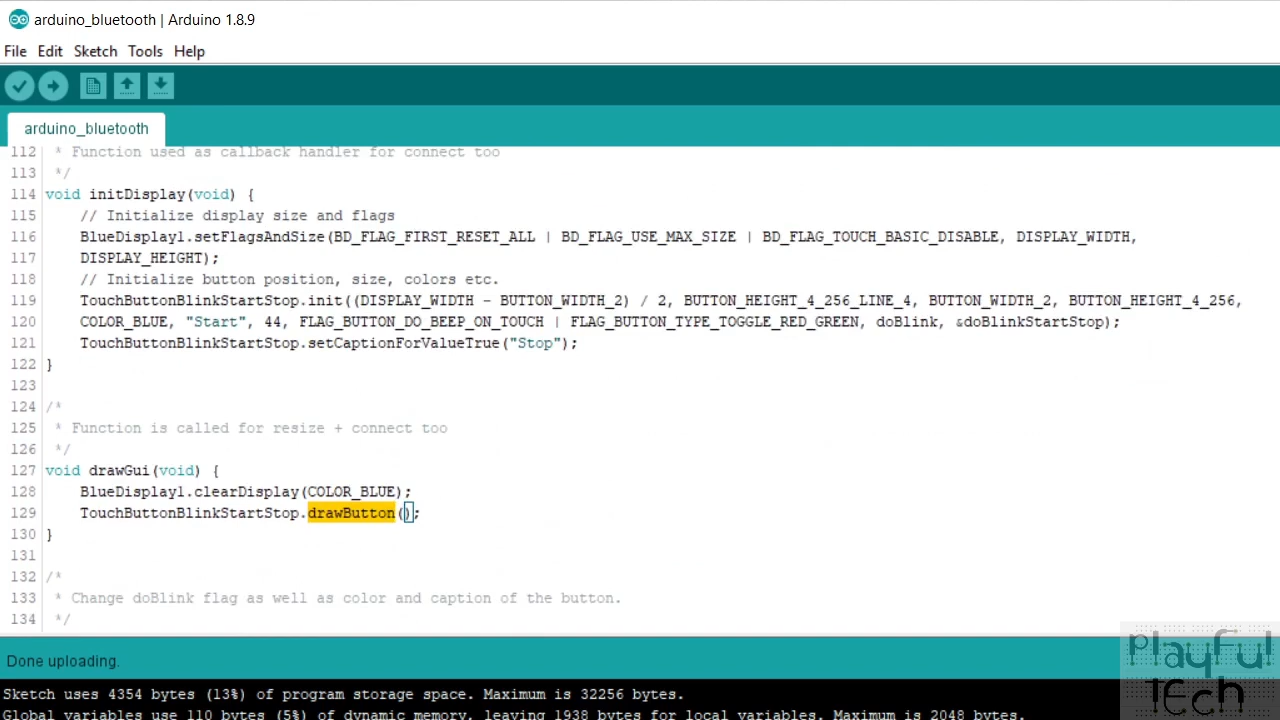 arduino_bluetooth | Arduino 1.8.9
File Edit Sketch Tools Help
arduino_bluetooth
112 * Function used as callback handler for connect too
113 */
114 void initDisplay(void) {
115 // Initialize display size and flags
116 BlueDisplay1.setFlagsAndSize(BD_FLAG_FIRST_RESET_ALL | BD_FLAG_USE_MAX_SIZE | BD_FLAG_TOUCH_BASIC_DISABLE, DISPLAY_WIDTH,
117 DISPLAY_HEIGHT);
118 // Initialize button position, size, colors etc.
119 TouchButtonBlinkStartStop.init((DISPLAY_WIDTH - BUTTON_WIDTH_2) / 2, BUTTON_HEIGHT_4_256_LINE_4, BUTTON_WIDTH_2, BUTTON_HEIGHT_4_256,
120 COLOR_BLUE, "Start", 44, FLAG_BUTTON_DO_BEEP_ON_TOUCH | FLAG_BUTTON_TYPE_TOGGLE_RED_GREEN, doBlink, &doBlinkStartStop);
121 TouchButtonBlinkStartStop.setCaptionForValueTrue("Stop");
122 }
123
124 /*
125 * Function is called for resize + connect too
126 */
127 void drawGui(void) {
128 BlueDisplay1.clearDisplay(COLOR_BLUE);
129 TouchButtonBlinkStartStop.drawButton();
130 }
131
132 /*
133 * Change doBlink flag as well as color and caption of the button.
134 */
Done uploading.
Sketch uses 4354 bytes (13%) of program storage space. Maximum is 32256 bytes.
Global variables use 110 bytes (5%) of dynamic memory, leaving 1938 bytes for local variables. Maximum is 2048 bytes.
Playful
Tech